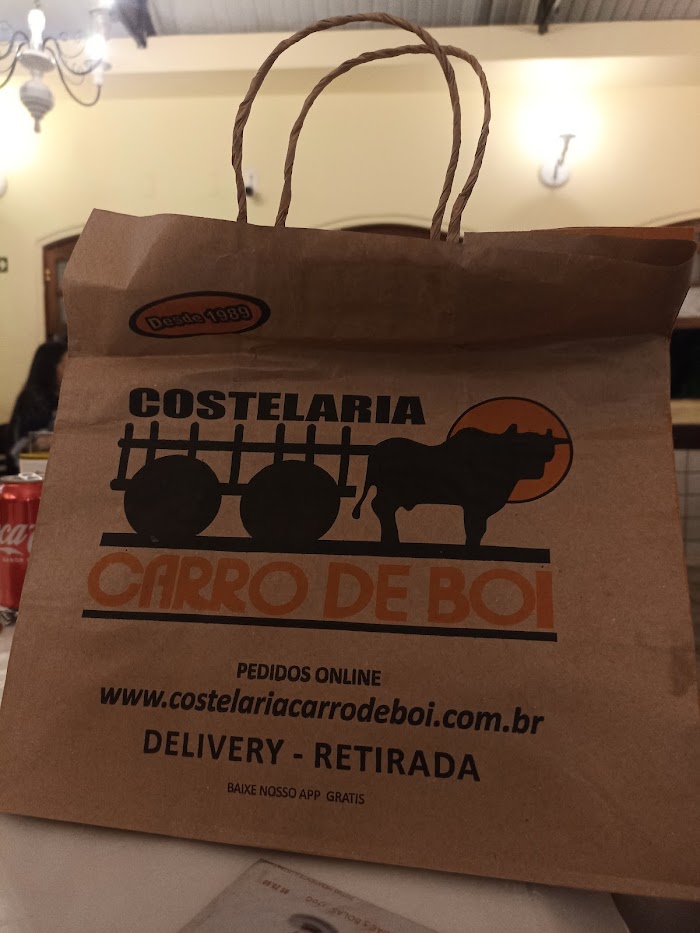 Desde 1989
COSTELARIA
CARRO DE BOI
PEDIDOS ONLINE
www.costelariacarrodeboi.com.br
DELIVERY - RETIRADA
BAIXE NOSSO APP GRATIS